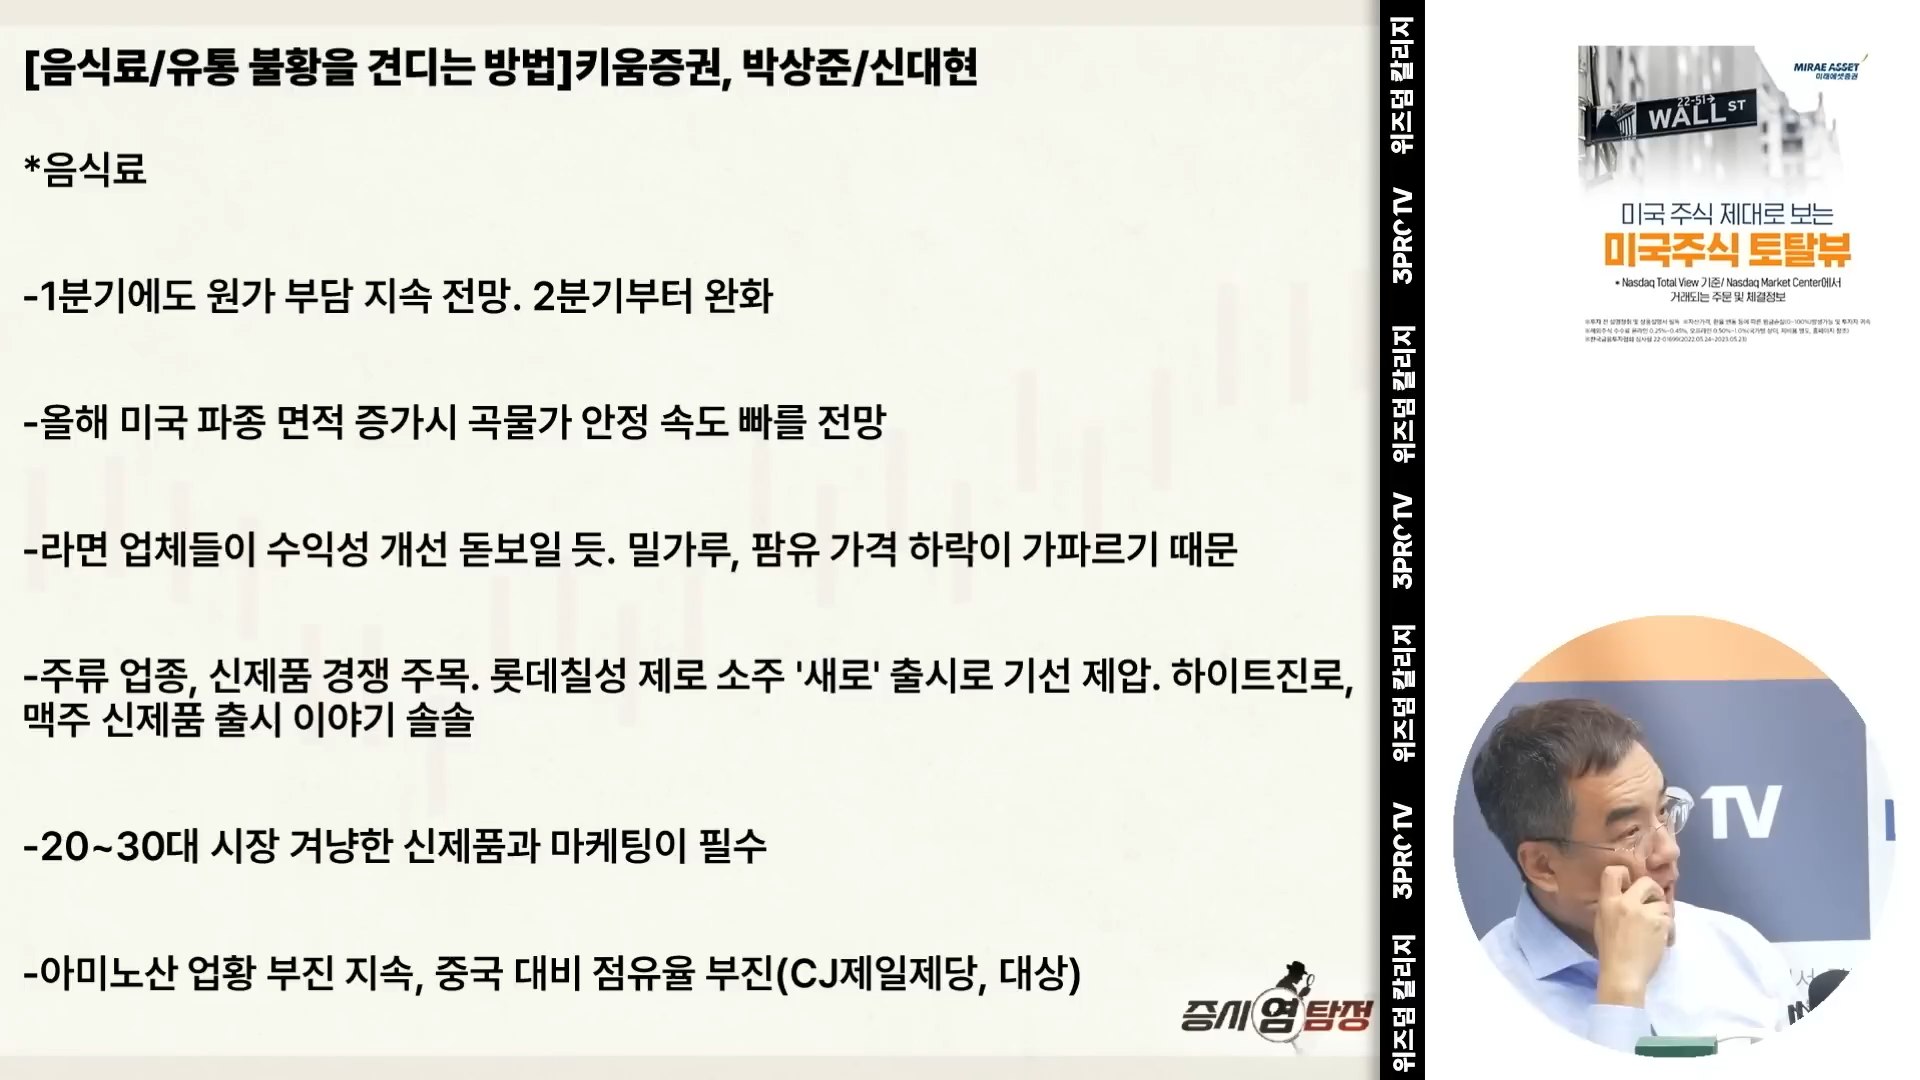 [음식료/유통 불황을 견디는 방법]키움증권, 박상준/신대현
*음식료
-1분기에도 원가 부담 지속 전망. 2분기부터 완화
-올해 미국 파종 면적 증가시 곡물가 안정 속도 빠를 전망
-라면 업체들이 수익성 개선 돋보일 듯. 밀가루, 팜유 가격 하락이 가파르기 때문
-주류 업종, 신제품 경쟁 주목. 롯데칠성 제로 소주 '새로' 출시로 기선 제압. 하이트진로,
맥주 신제품 출시 이야기 솔솔
-20~30대 시장 겨냥한 신제품과 마케팅이 필수
-아미노산 업황 부진 지속, 중국 대비 점유율 부진(CJ제일제당, 대상)
증시 염 탐정
위즈덤 칼리지
3PROTV
위즈덤 칼리지
3PROTV
위즈덤 칼리지
3PROTV
위즈덤 칼리지
MIRAE ASSET
미래에셋증권
22-51→
WALL ST
미국 주식 제대로 보는
미국주식 토탈뷰
* Nasdaq Total View 기준/ Nasdaq Market Center에서
거래되는 주문 및 체결정보
TV